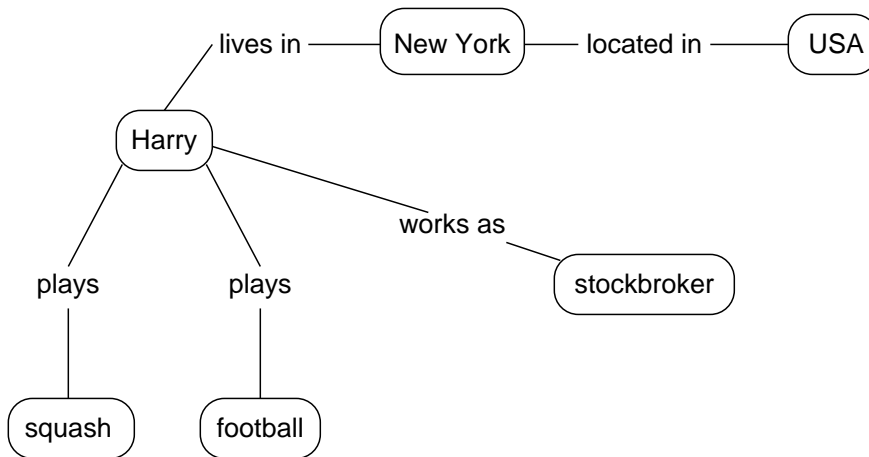 lives in
New York
located in
USA
Harry
works as
plays
plays
stockbroker
squash
football